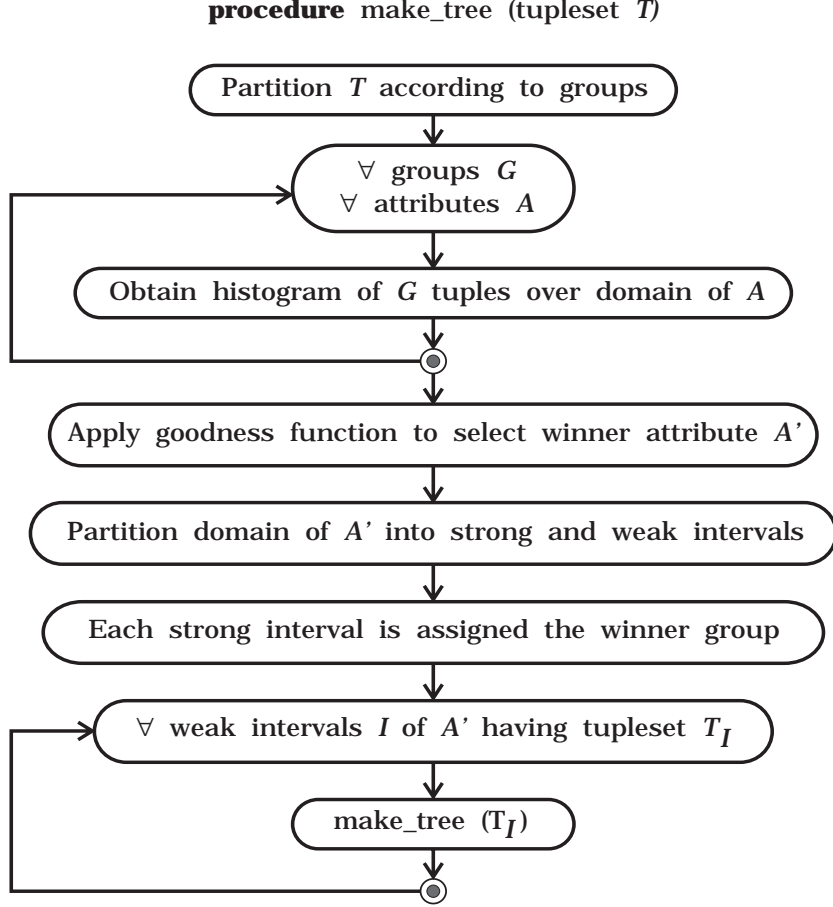 procedure make_tree (tupleset T)
Partition T according to groups
∀ groups G
∀ attributes A
Obtain histogram of G tuples over domain of A
Apply goodness function to select winner attribute A’
Partition domain of A’ into strong and weak intervals
Each strong interval is assigned the winner group
∀ weak intervals I of A’ having tupleset T_I
make_tree (T_I)